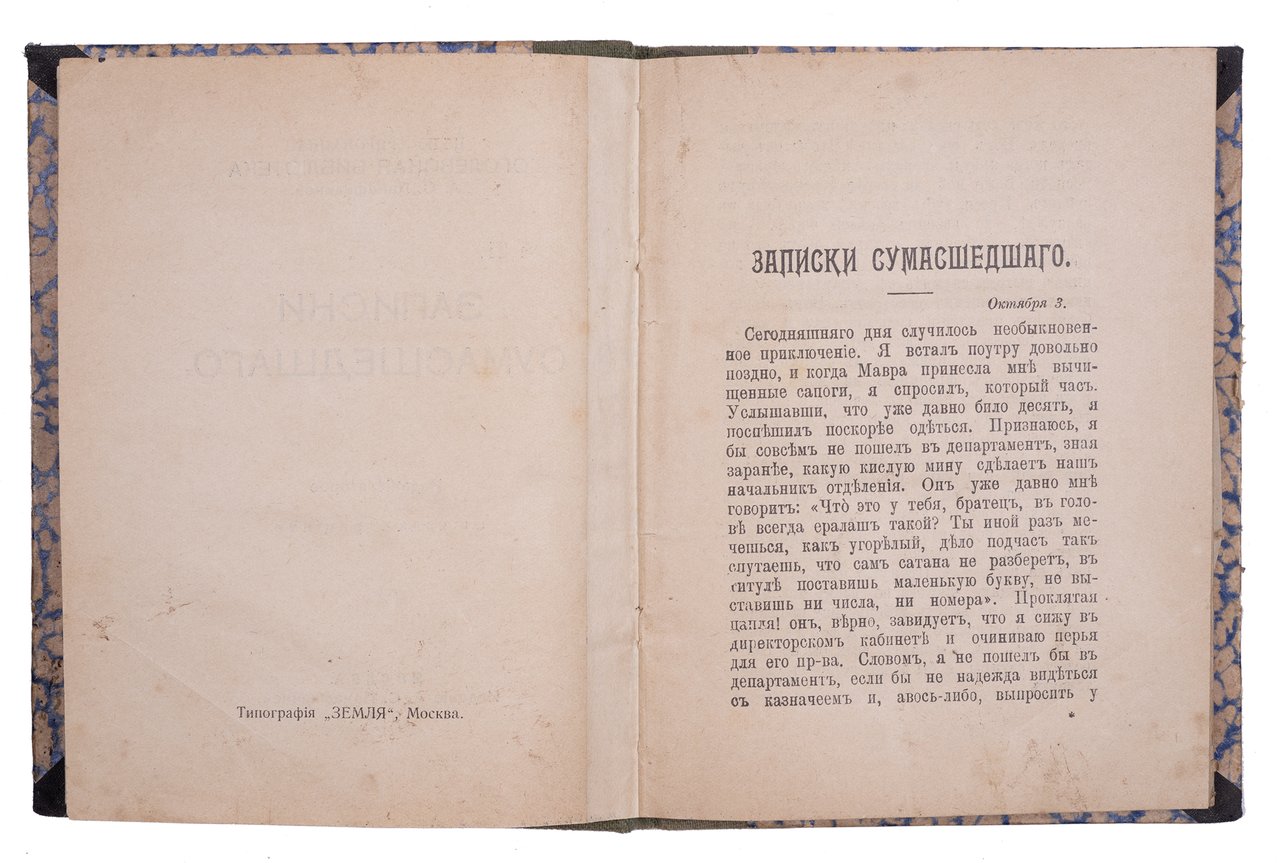 Типографія „ЗЕМЛЯ“, Москва.
ЗАПИСКИ СУМАСШЕДШАГО.
Октября 3.
Сегодняшняго дня случилось необыкновен-
ное приключеніе. Я всталъ поутру довольно
поздно, и когда Мавра принесла мнѣ вычи-
щенные сапоги, я спросилъ, который часъ.
Услышавши, что уже давно било десять, я
поспѣшилъ поскорѣе одѣться. Признаюсь, я
бы совсѣмъ не пошелъ въ департаментъ, зная
заранѣе, какую кислую мину сдѣлаетъ нашъ
начальникъ отдѣленія. Онъ уже давно мнѣ
говоритъ: «Что̀ это у тебя, братецъ, въ голо-
вѣ всегда ералашъ такой? Ты иной разъ ме-
чешься, какъ угорѣлый, дѣло подчасъ такъ
спутаешь, что самъ сатана не разберетъ, въ
титулѣ поставишь маленькую букву, не вы-
ставишь ни числа, ни номера». Проклятая
цапля! онъ, вѣрно, завидуетъ, что я сижу въ
директорскомъ кабинетѣ и очиниваю перья
для его пр-ва. Словомъ, я не пошелъ бы въ
департаментъ, если бы не надежда видѣться
съ казначеемъ и, авось-либо, выпросить у
*